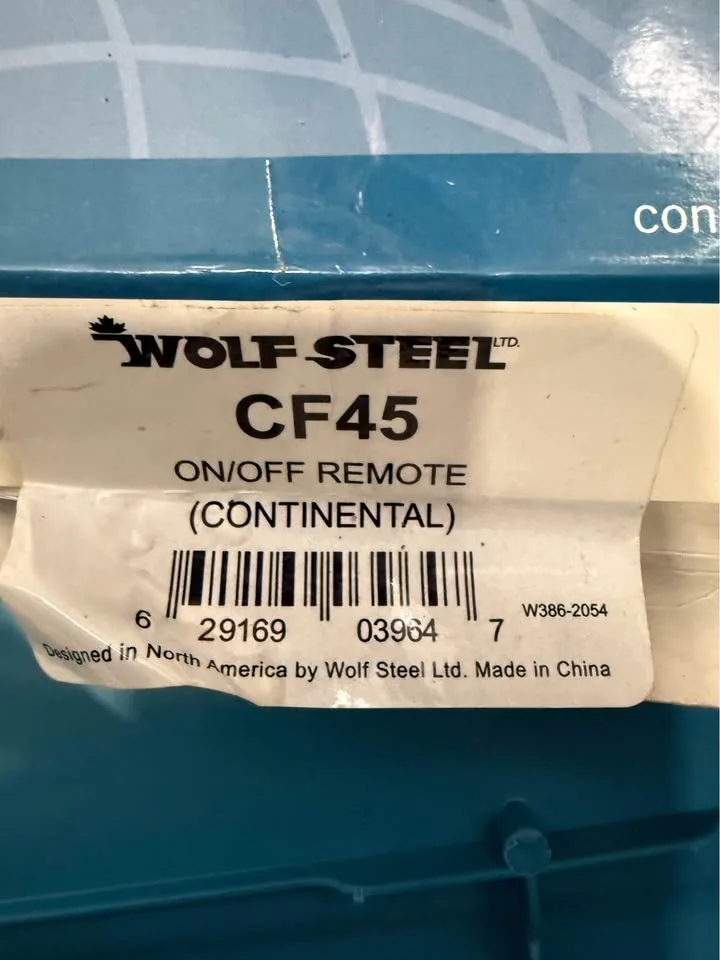 con
WOLF STEEL LTD.
CF45
ON/OFF REMOTE
(CONTINENTAL)
6 29169 03964 7
W386-2054
Designed in North America by Wolf Steel Ltd. Made in China